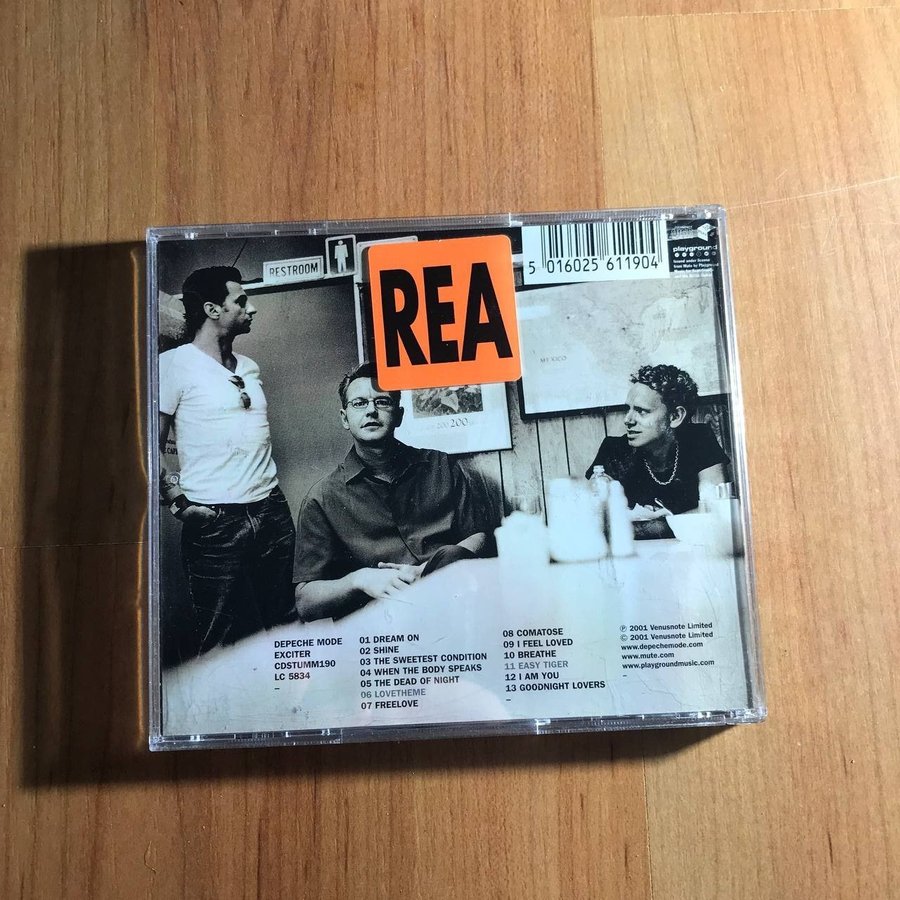 RESTROOM
REA
5 016025 611904
playground
MEXICO
200
DEPECHE MODE
EXCITER
CDSTUMM190
LC 5834
–
01 DREAM ON
02 SHINE
03 THE SWEETEST CONDITION
04 WHEN THE BODY SPEAKS
05 THE DEAD OF NIGHT
06 LOVETHEME
07 FREELOVE
08 COMATOSE
09 I FEEL LOVED
10 BREATHE
11 EASY TIGER
12 I AM YOU
13 GOODNIGHT LOVERS
–
℗ 2001 Venusnote Limited
© 2001 Venusnote Limited
www.depechemode.com
www.mute.com
www.playgroundmusic.com
–